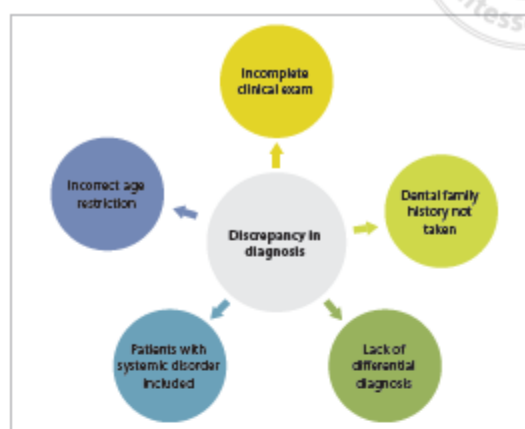 Incomplete
clinical exam
Incorrect age
restriction
Dental family
history not
taken
Discrepancy in
diagnosis
Patients with
systemic disorder
included
Lack of
differential
diagnosis